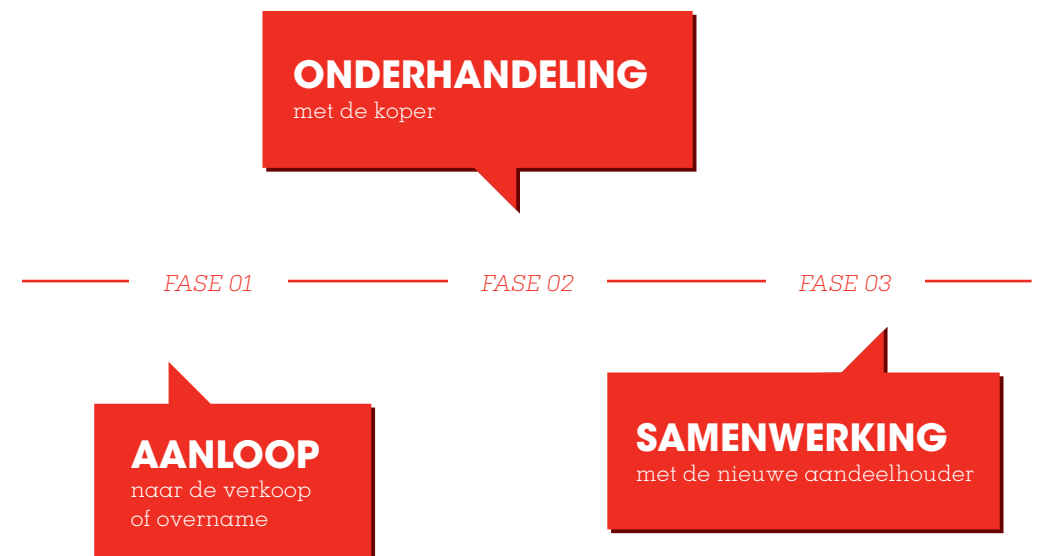 ONDERHANDELING
met de koper
FASE 01
FASE 02
FASE 03
AANLOOP
naar de verkoop
of overname
SAMENWERKING
met de nieuwe aandeelhouder